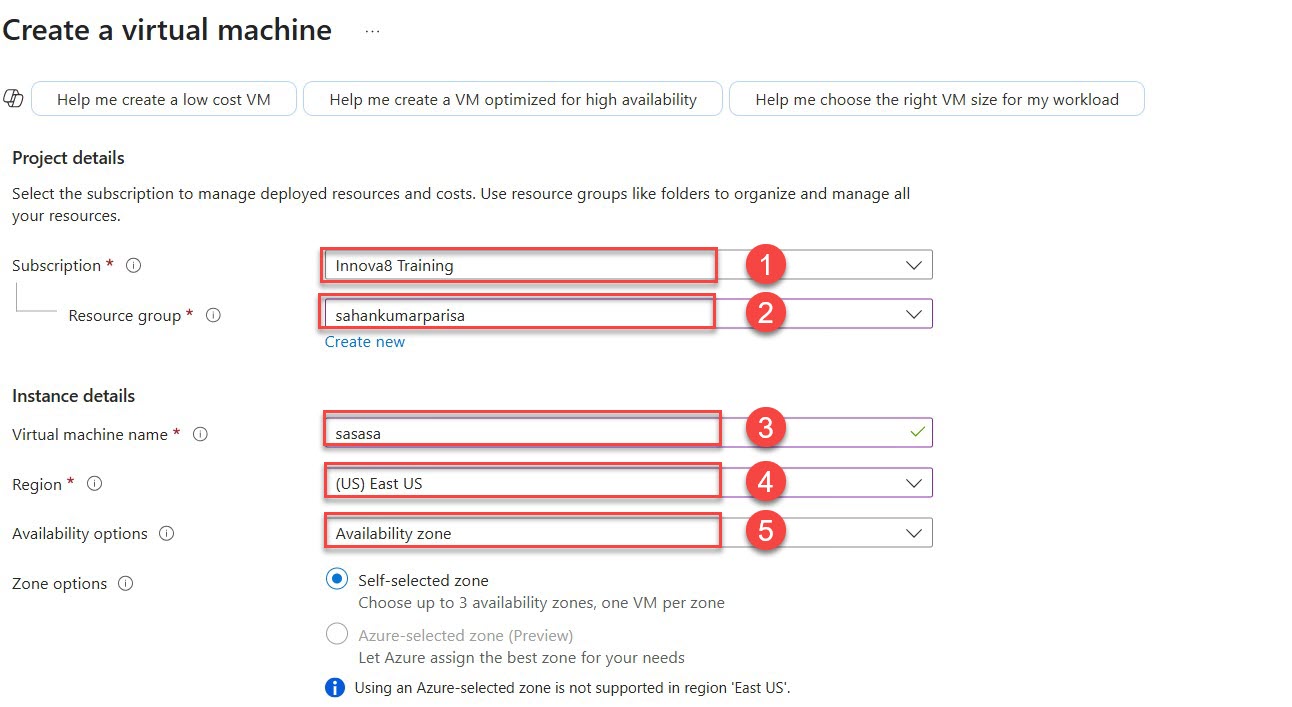 Create a virtual machine ...
Help me create a low cost VM Help me create a VM optimized for high availability Help me choose the right VM size for my workload
Project details
Select the subscription to manage deployed resources and costs. Use resource groups like folders to organize and manage all
your resources.
Subscription * Innova8 Training 1
Resource group * sahankumarparisa 2
Create new
Instance details
Virtual machine name * sasasa 3
Region * (US) East US 4
Availability options Availability zone 5
Zone options Self-selected zone
Choose up to 3 availability zones, one VM per zone
Azure-selected zone (Preview)
Let Azure assign the best zone for your needs
Using an Azure-selected zone is not supported in region 'East US'.